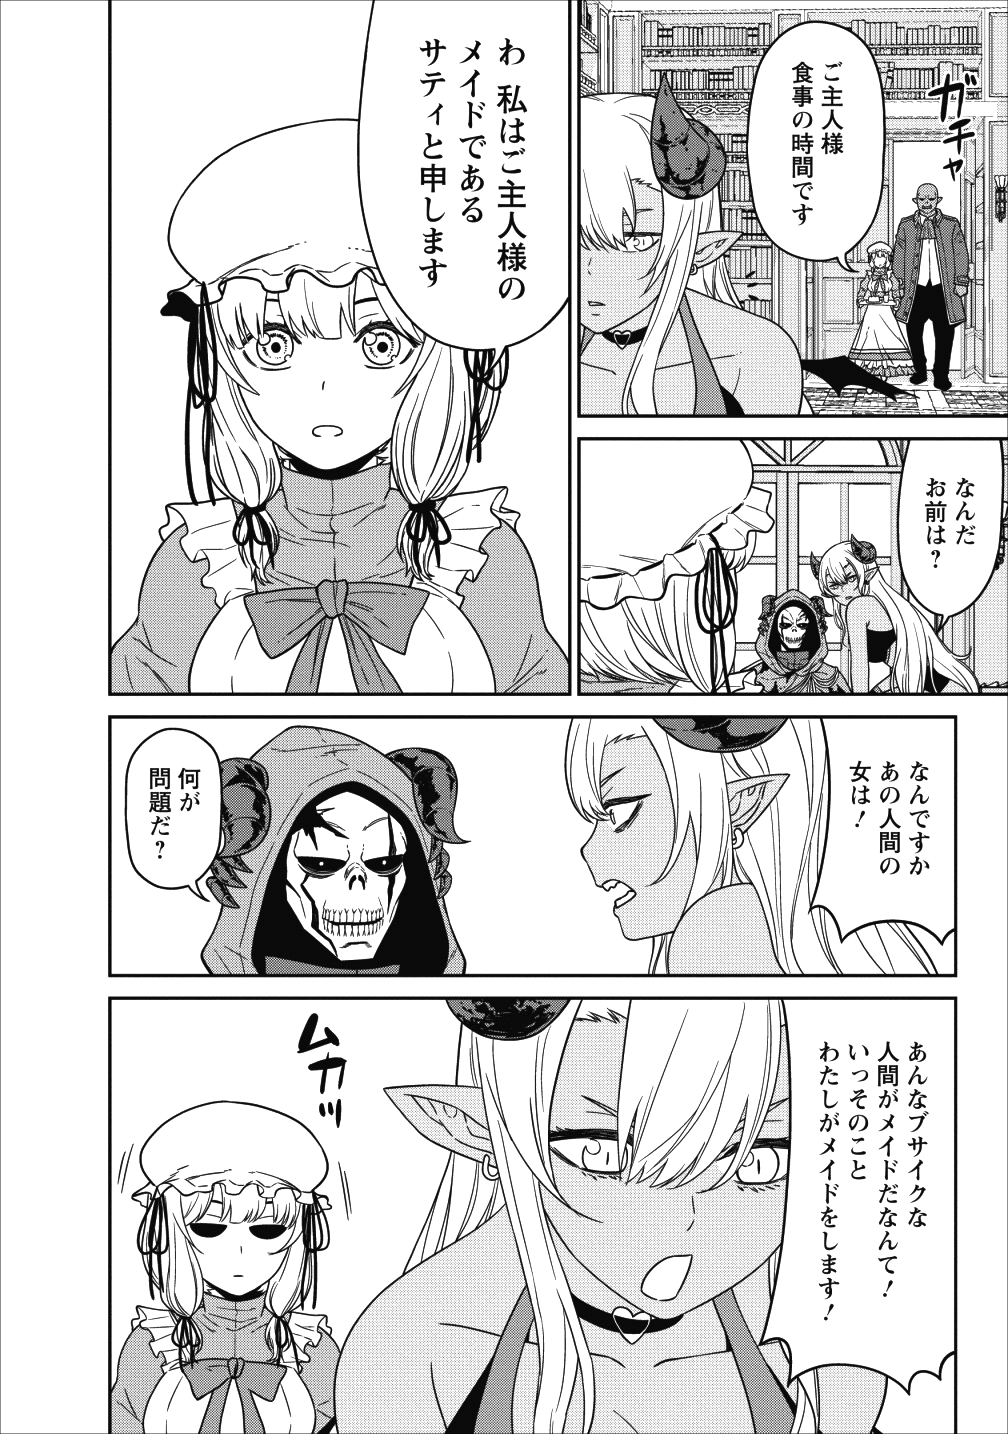 ガチャ
ご主人様
食事の時間です
なんだ
お前は？
わ 私はご主人様の
メイドである
サティと申します
なんですか
あの人間の
女は！
何が
問題だ？
あんなブサイクな
人間がメイドだなんて！
いっそのこと
わたしがメイドをします！
ムカッ